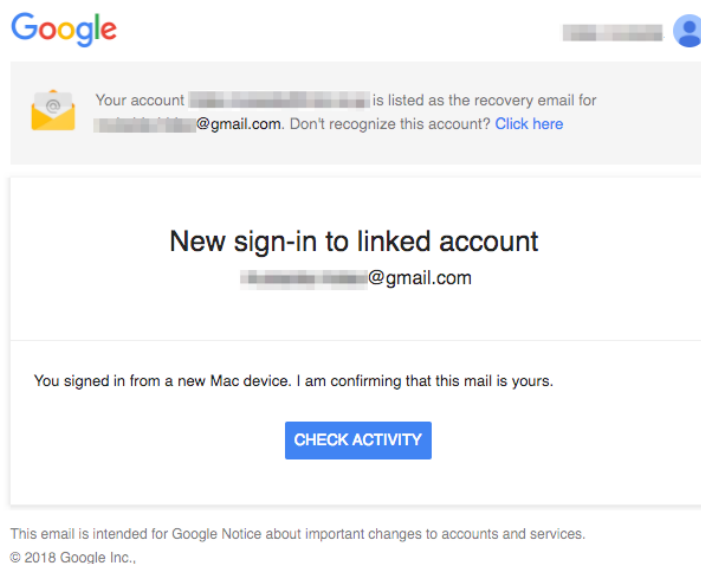 Google
Your account is listed as the recovery email for
@gmail.com. Don't recognize this account? Click here
New sign-in to linked account
@gmail.com
You signed in from a new Mac device. I am confirming that this mail is yours.
CHECK ACTIVITY
This email is intended for Google Notice about important changes to accounts and services.
© 2018 Google Inc.,